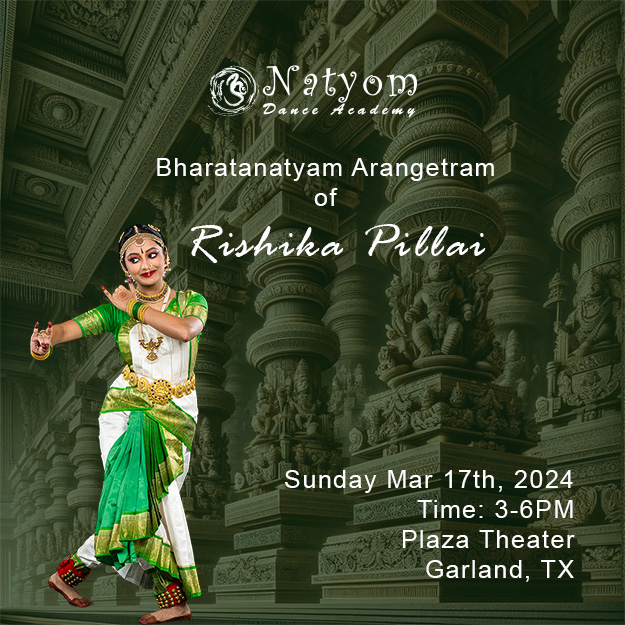 Natyom
Dance Academy
Bharatanatyam Arangetram
of
Rishika Pillai
Sunday Mar 17th, 2024
Time: 3-6PM
Plaza Theater
Garland, TX